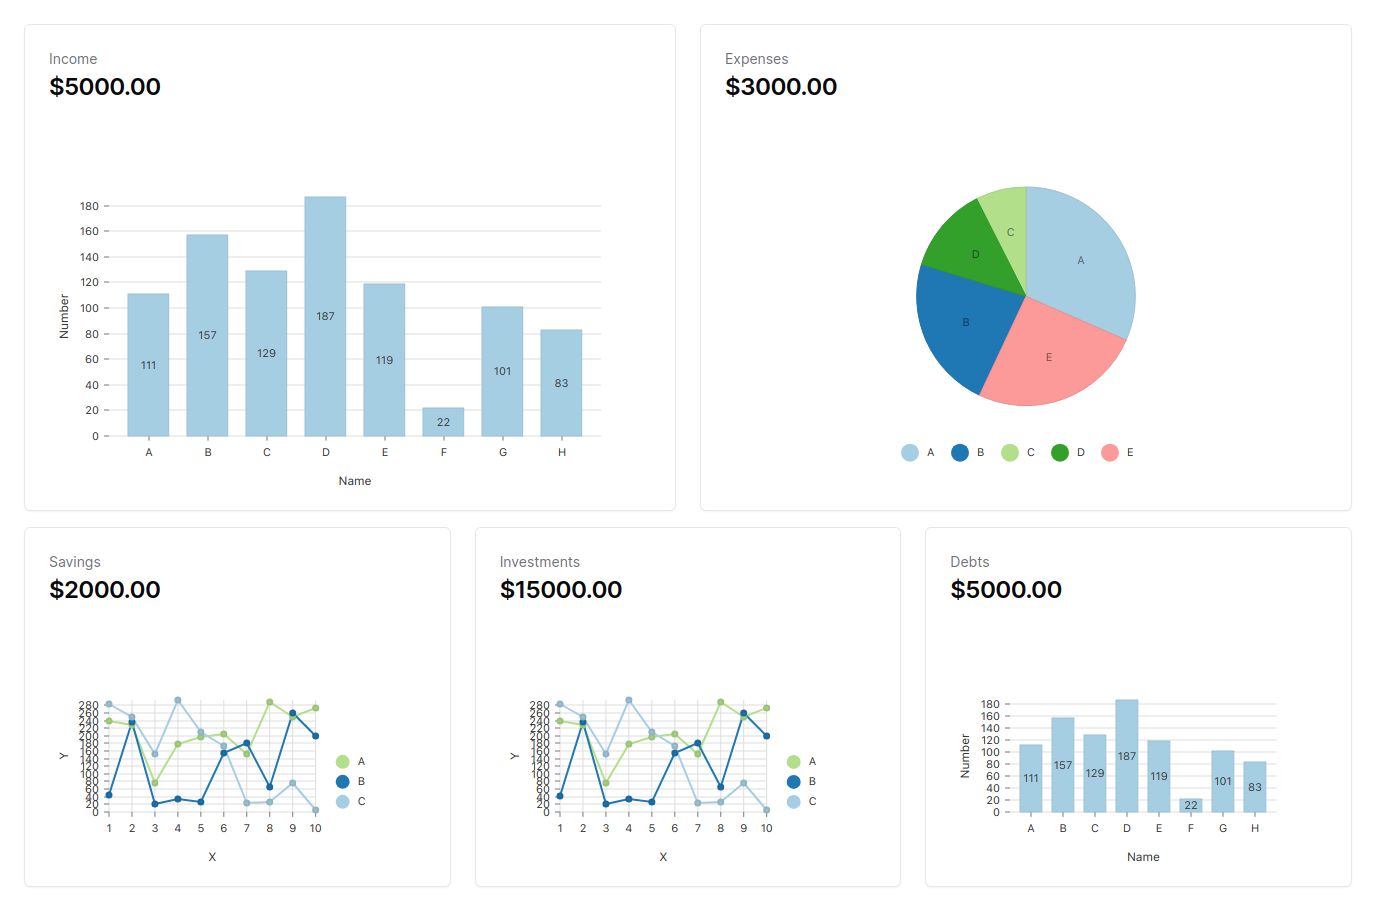 Income
$5000.00
180
160
140
120
100
80
60
40
20
0
Number
111
157
129
187
119
22
101
83
A B C D E F G H
Name
Expenses
$3000.00
A
B
C
D
E
A B C D E
Savings
$2000.00
280
260
240
220
200
180
160
140
120
100
80
60
40
20
0
Y
1 2 3 4 5 6 7 8 9 10
X
A
B
C
Investments
$15000.00
280
260
240
220
200
180
160
140
120
100
80
60
40
20
0
Y
1 2 3 4 5 6 7 8 9 10
X
A
B
C
Debts
$5000.00
180
160
140
120
100
80
60
40
20
0
Number
111
157
129
187
119
22
101
83
A B C D E F G H
Name